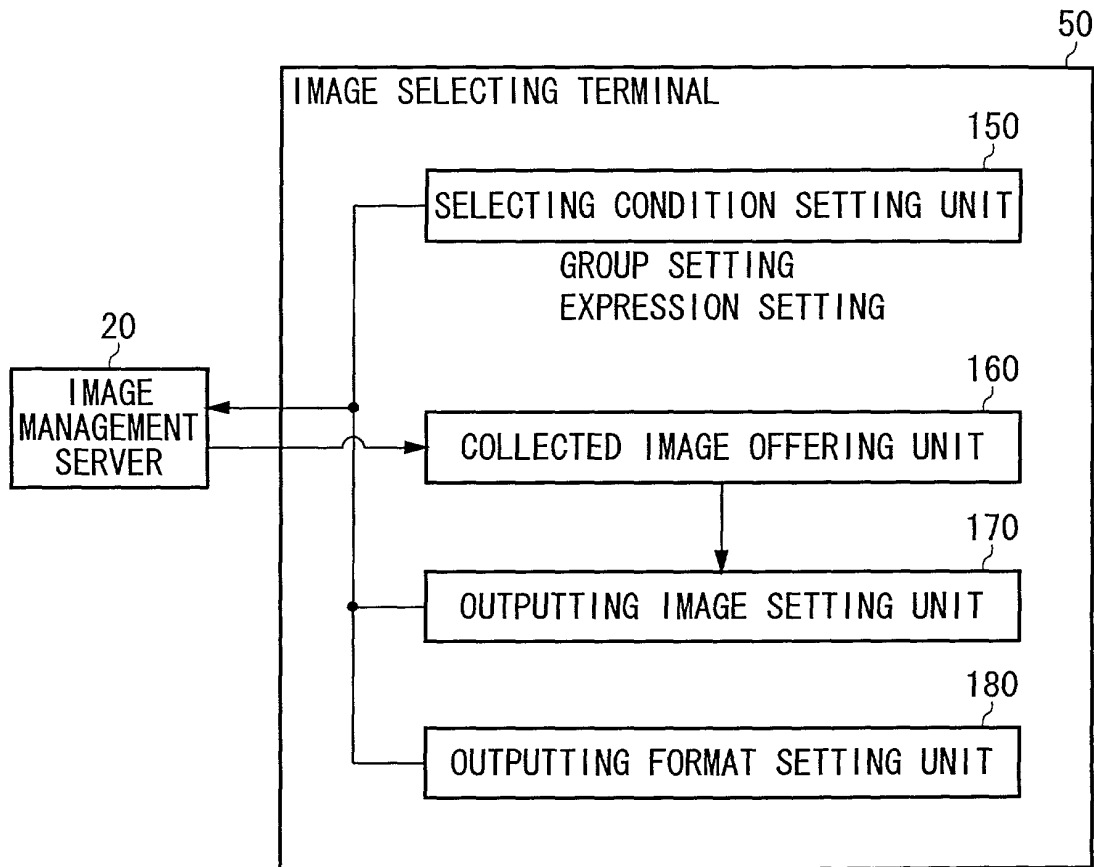 50
IMAGE SELECTING TERMINAL
150
SELECTING CONDITION SETTING UNIT
GROUP SETTING
EXPRESSION SETTING
20
IMAGE
MANAGEMENT
SERVER
160
COLLECTED IMAGE OFFERING UNIT
170
OUTPUTTING IMAGE SETTING UNIT
180
OUTPUTTING FORMAT SETTING UNIT